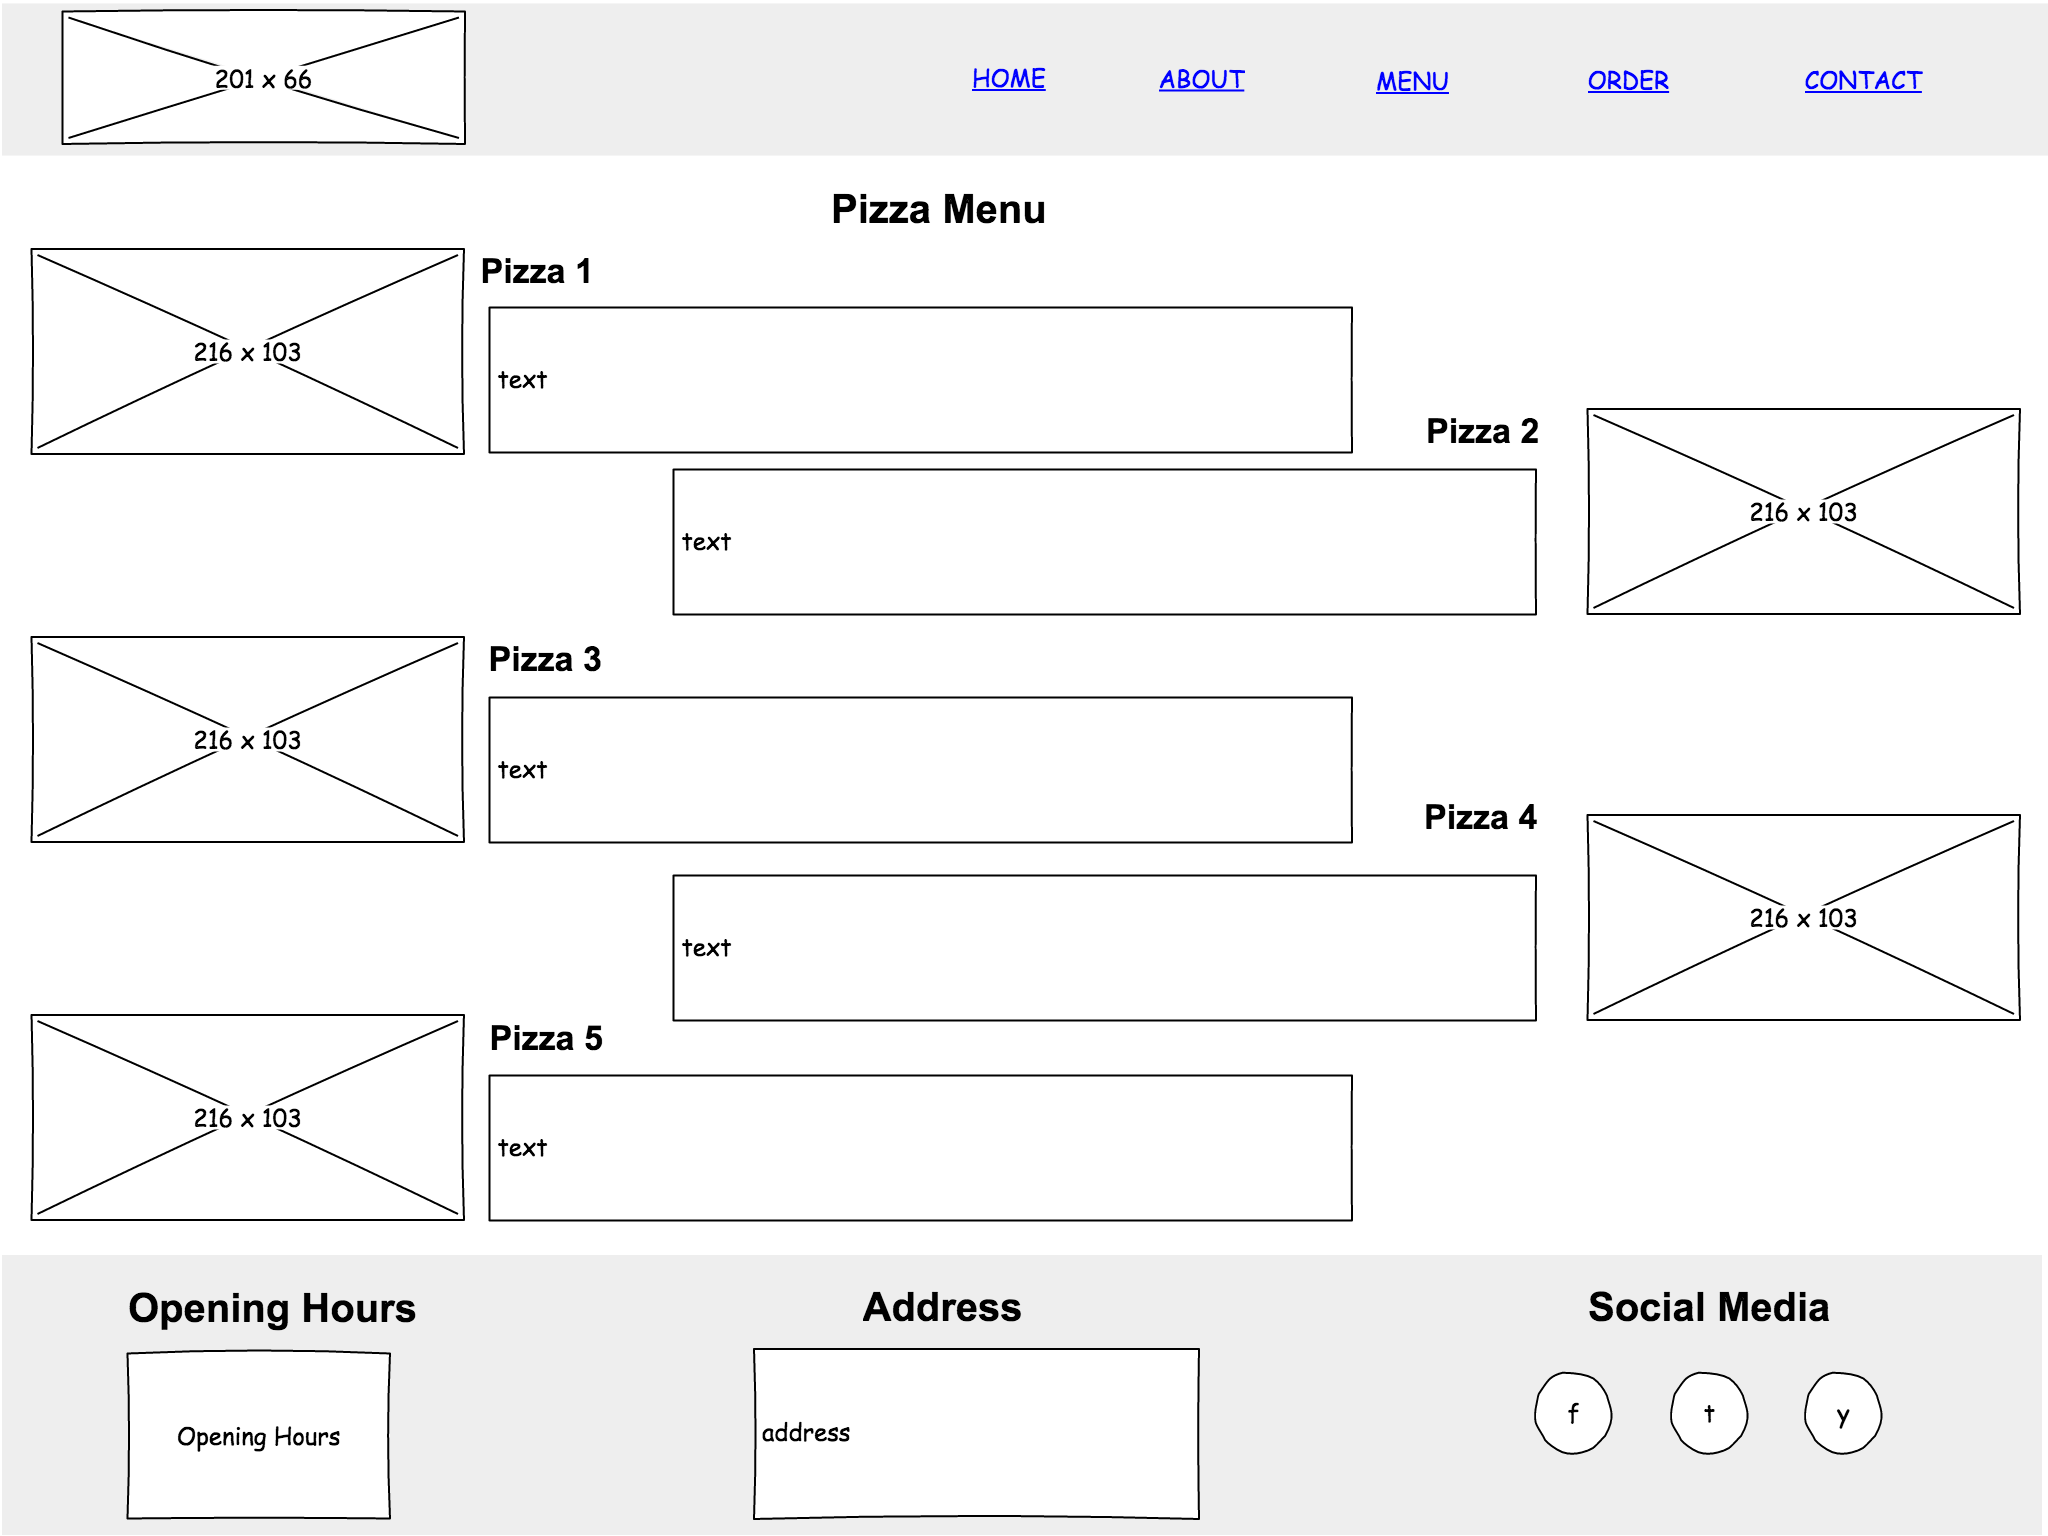 201 x 66
HOME
ABOUT
MENU
ORDER
CONTACT
Pizza Menu
216 x 103
Pizza 1
text
Pizza 2
text
216 x 103
216 x 103
Pizza 3
text
Pizza 4
text
216 x 103
216 x 103
Pizza 5
text
Opening Hours
Opening Hours
Address
address
Social Media
f
t
y